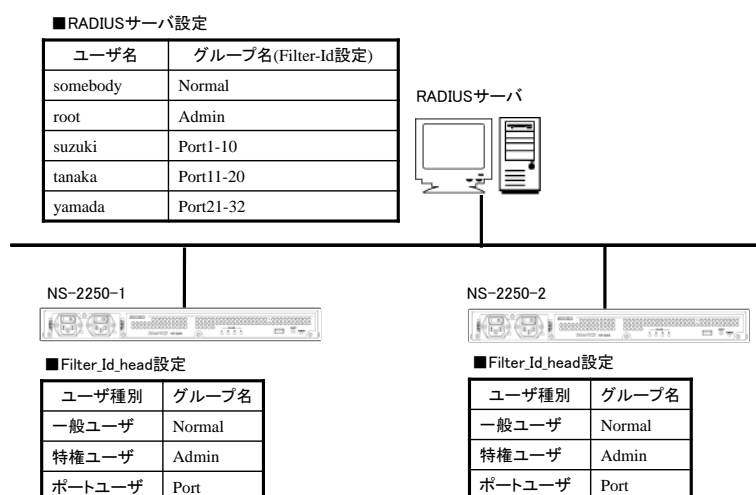 ■RADIUSサーバ設定
ユーザ名 グループ名(Filter-Id設定)
somebody Normal
root Admin
suzuki Port1-10
tanaka Port11-20
yamada Port21-32
RADIUSサーバ
NS-2250-1
■Filter_Id_head設定
ユーザ種別 グループ名
一般ユーザ Normal
特権ユーザ Admin
ポートユーザ Port
NS-2250-2
■Filter_Id_head設定
ユーザ種別 グループ名
一般ユーザ Normal
特権ユーザ Admin
ポートユーザ Port